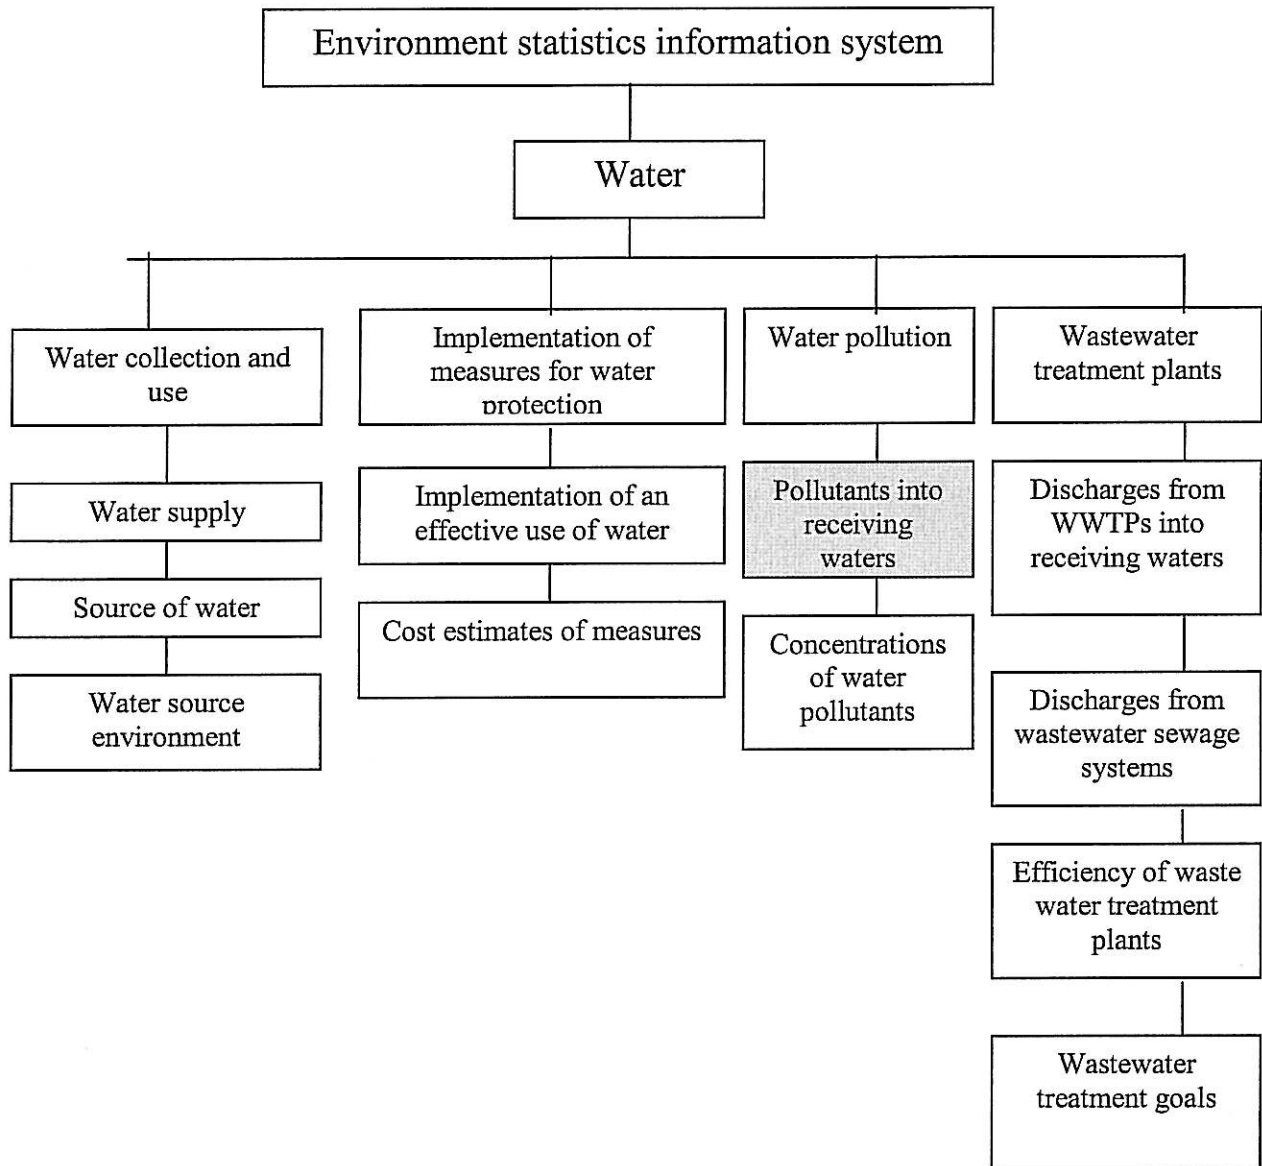 Environment statistics information system
Water
Water collection and
use
Water supply
Source of water
Water source
environment
Implementation of
measures for water
protection
Implementation of an
effective use of water
Cost estimates of measures
Water pollution
Pollutants into
receiving
waters
Concentrations
of water
pollutants
Wastewater
treatment plants
Discharges from
WWTPs into
receiving waters
Discharges from
wastewater sewage
systems
Efficiency of waste
water treatment
plants
Wastewater
treatment goals